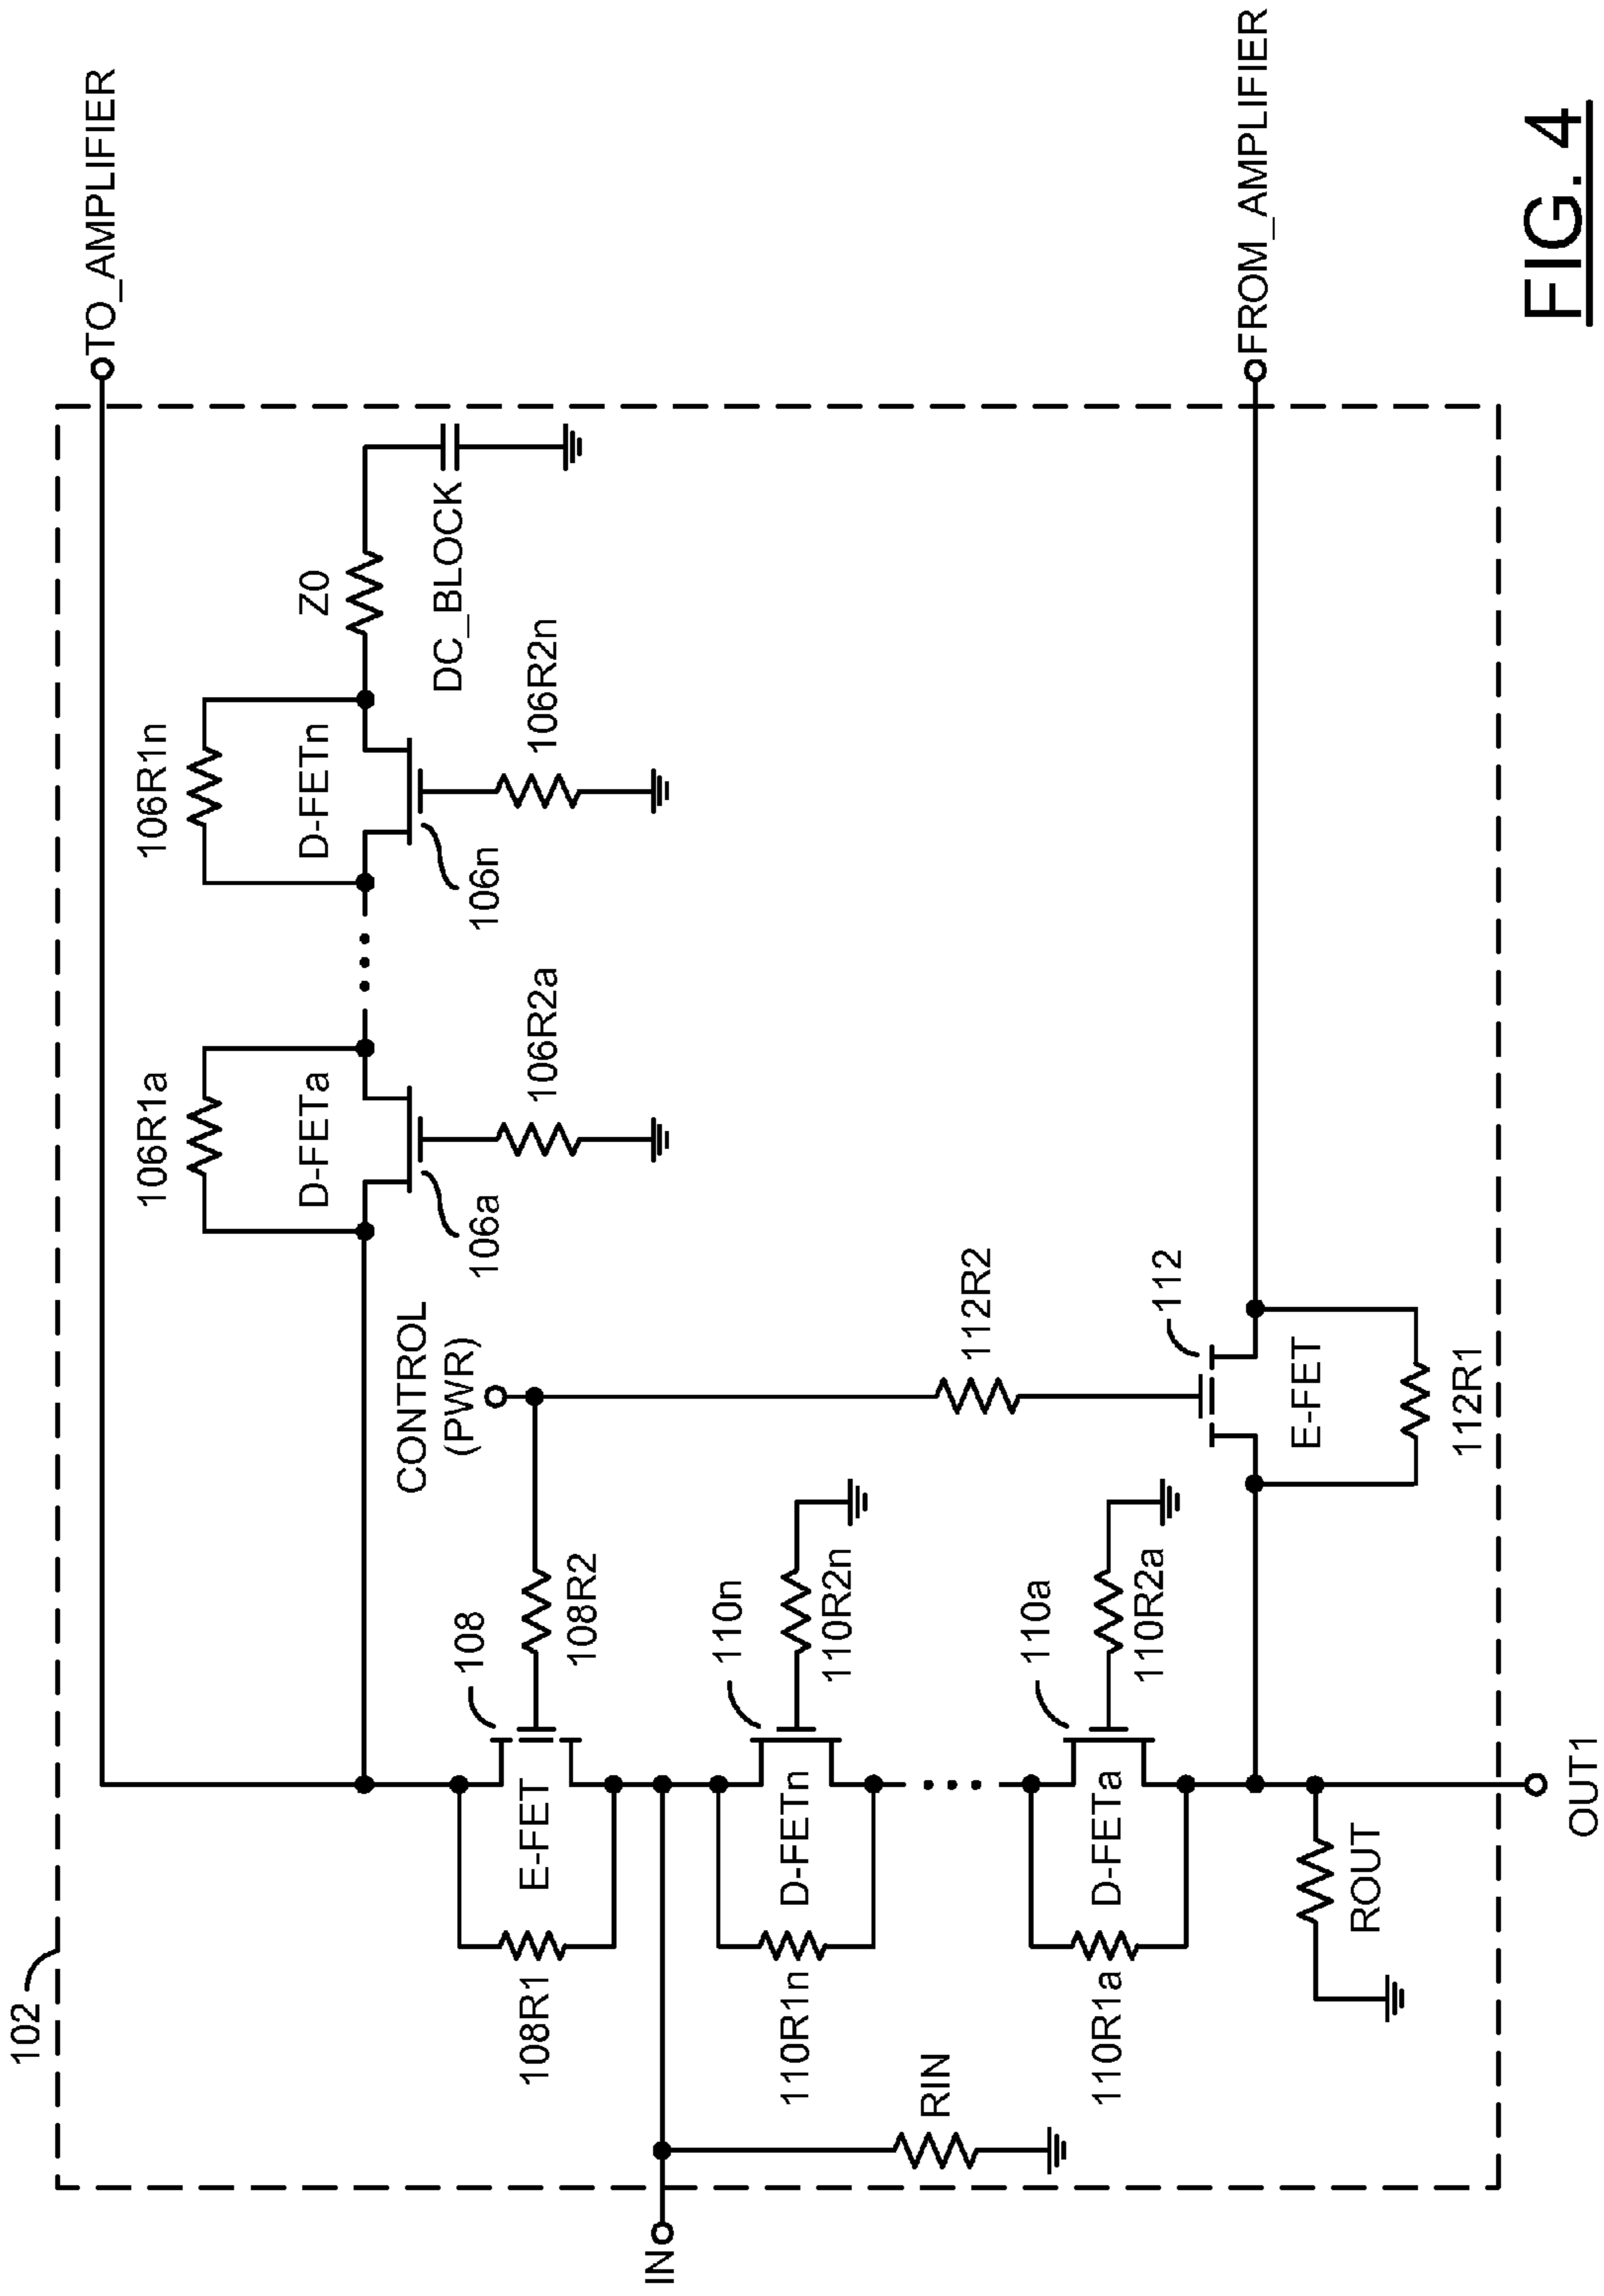 102
IN
RIN
TO_AMPLIFIER
106R1a
D-FETa
106a
106R2a
106R1n
D-FETn
106n
106R2n
Z0
DC_BLOCK
CONTROL
(PWR)
108R1
E-FET
108
108R2
110R1n
D-FETn
110n
110R2n
110R1a
D-FETa
110a
110R2a
112R2
112
E-FET
112R1
ROUT
OUT1
FROM_AMPLIFIER
FIG. 4